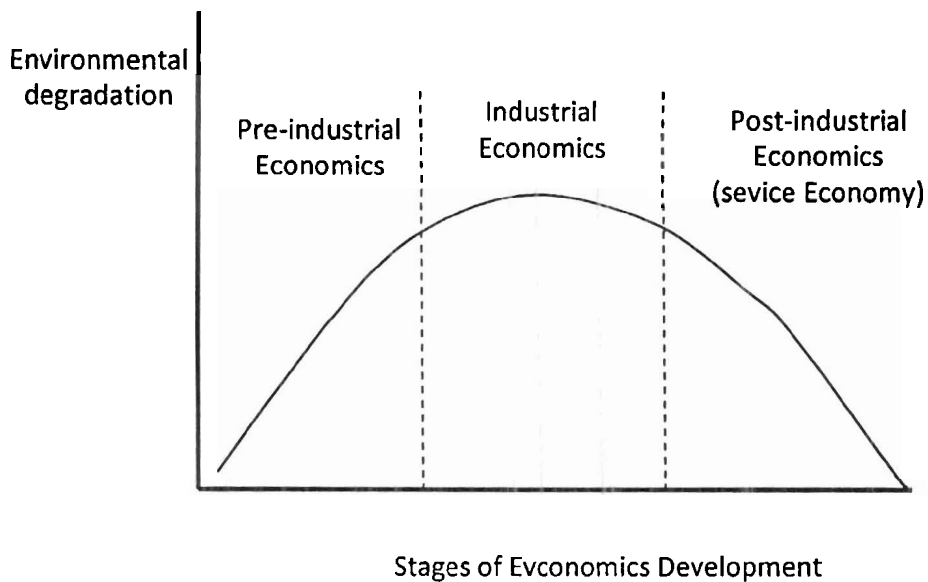 Environmental
degradation
Pre-industrial
Economics
Industrial
Economics
Post-industrial
Economics
(sevice Economy)
Stages of Evconomics Development